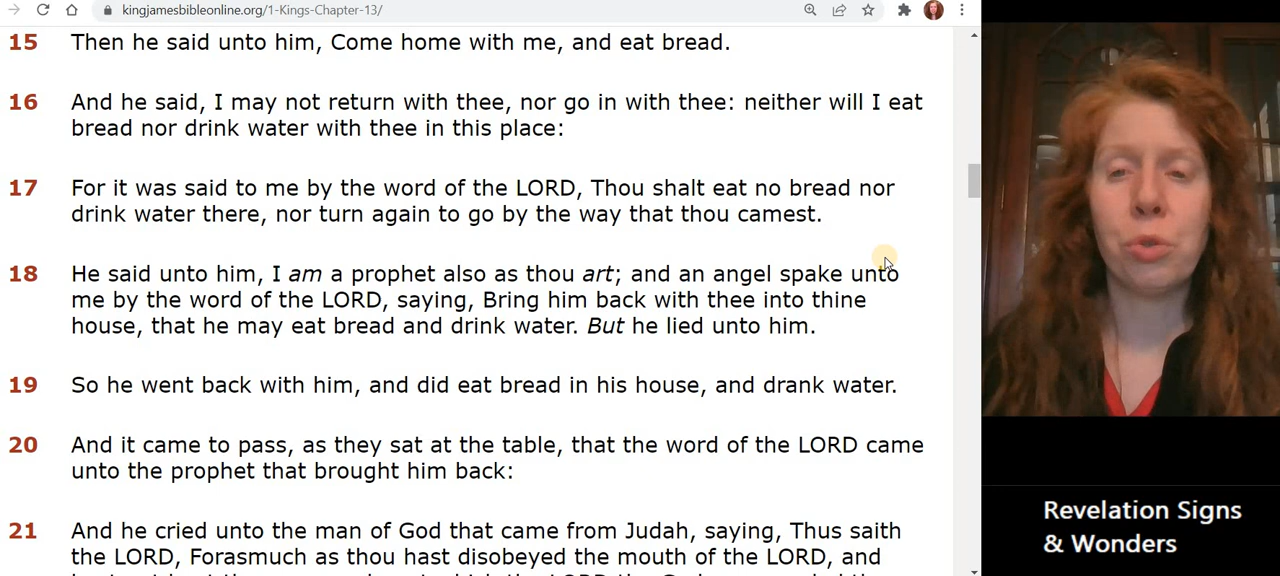 kingjamesbibleonline.org/1-Kings-Chapter-13/
15 Then he said unto him, Come home with me, and eat bread.
16 And he said, I may not return with thee, nor go in with thee: neither will I eat
bread nor drink water with thee in this place:
17 For it was said to me by the word of the LORD, Thou shalt eat no bread nor
drink water there, nor turn again to go by the way that thou camest.
18 He said unto him, I am a prophet also as thou art; and an angel spake unto
me by the word of the LORD, saying, Bring him back with thee into thine
house, that he may eat bread and drink water. But he lied unto him.
19 So he went back with him, and did eat bread in his house, and drank water.
20 And it came to pass, as they sat at the table, that the word of the LORD came
unto the prophet that brought him back:
21 And he cried unto the man of God that came from Judah, saying, Thus saith
the LORD, Forasmuch as thou hast disobeyed the mouth of the LORD, and
Revelation Signs
& Wonders